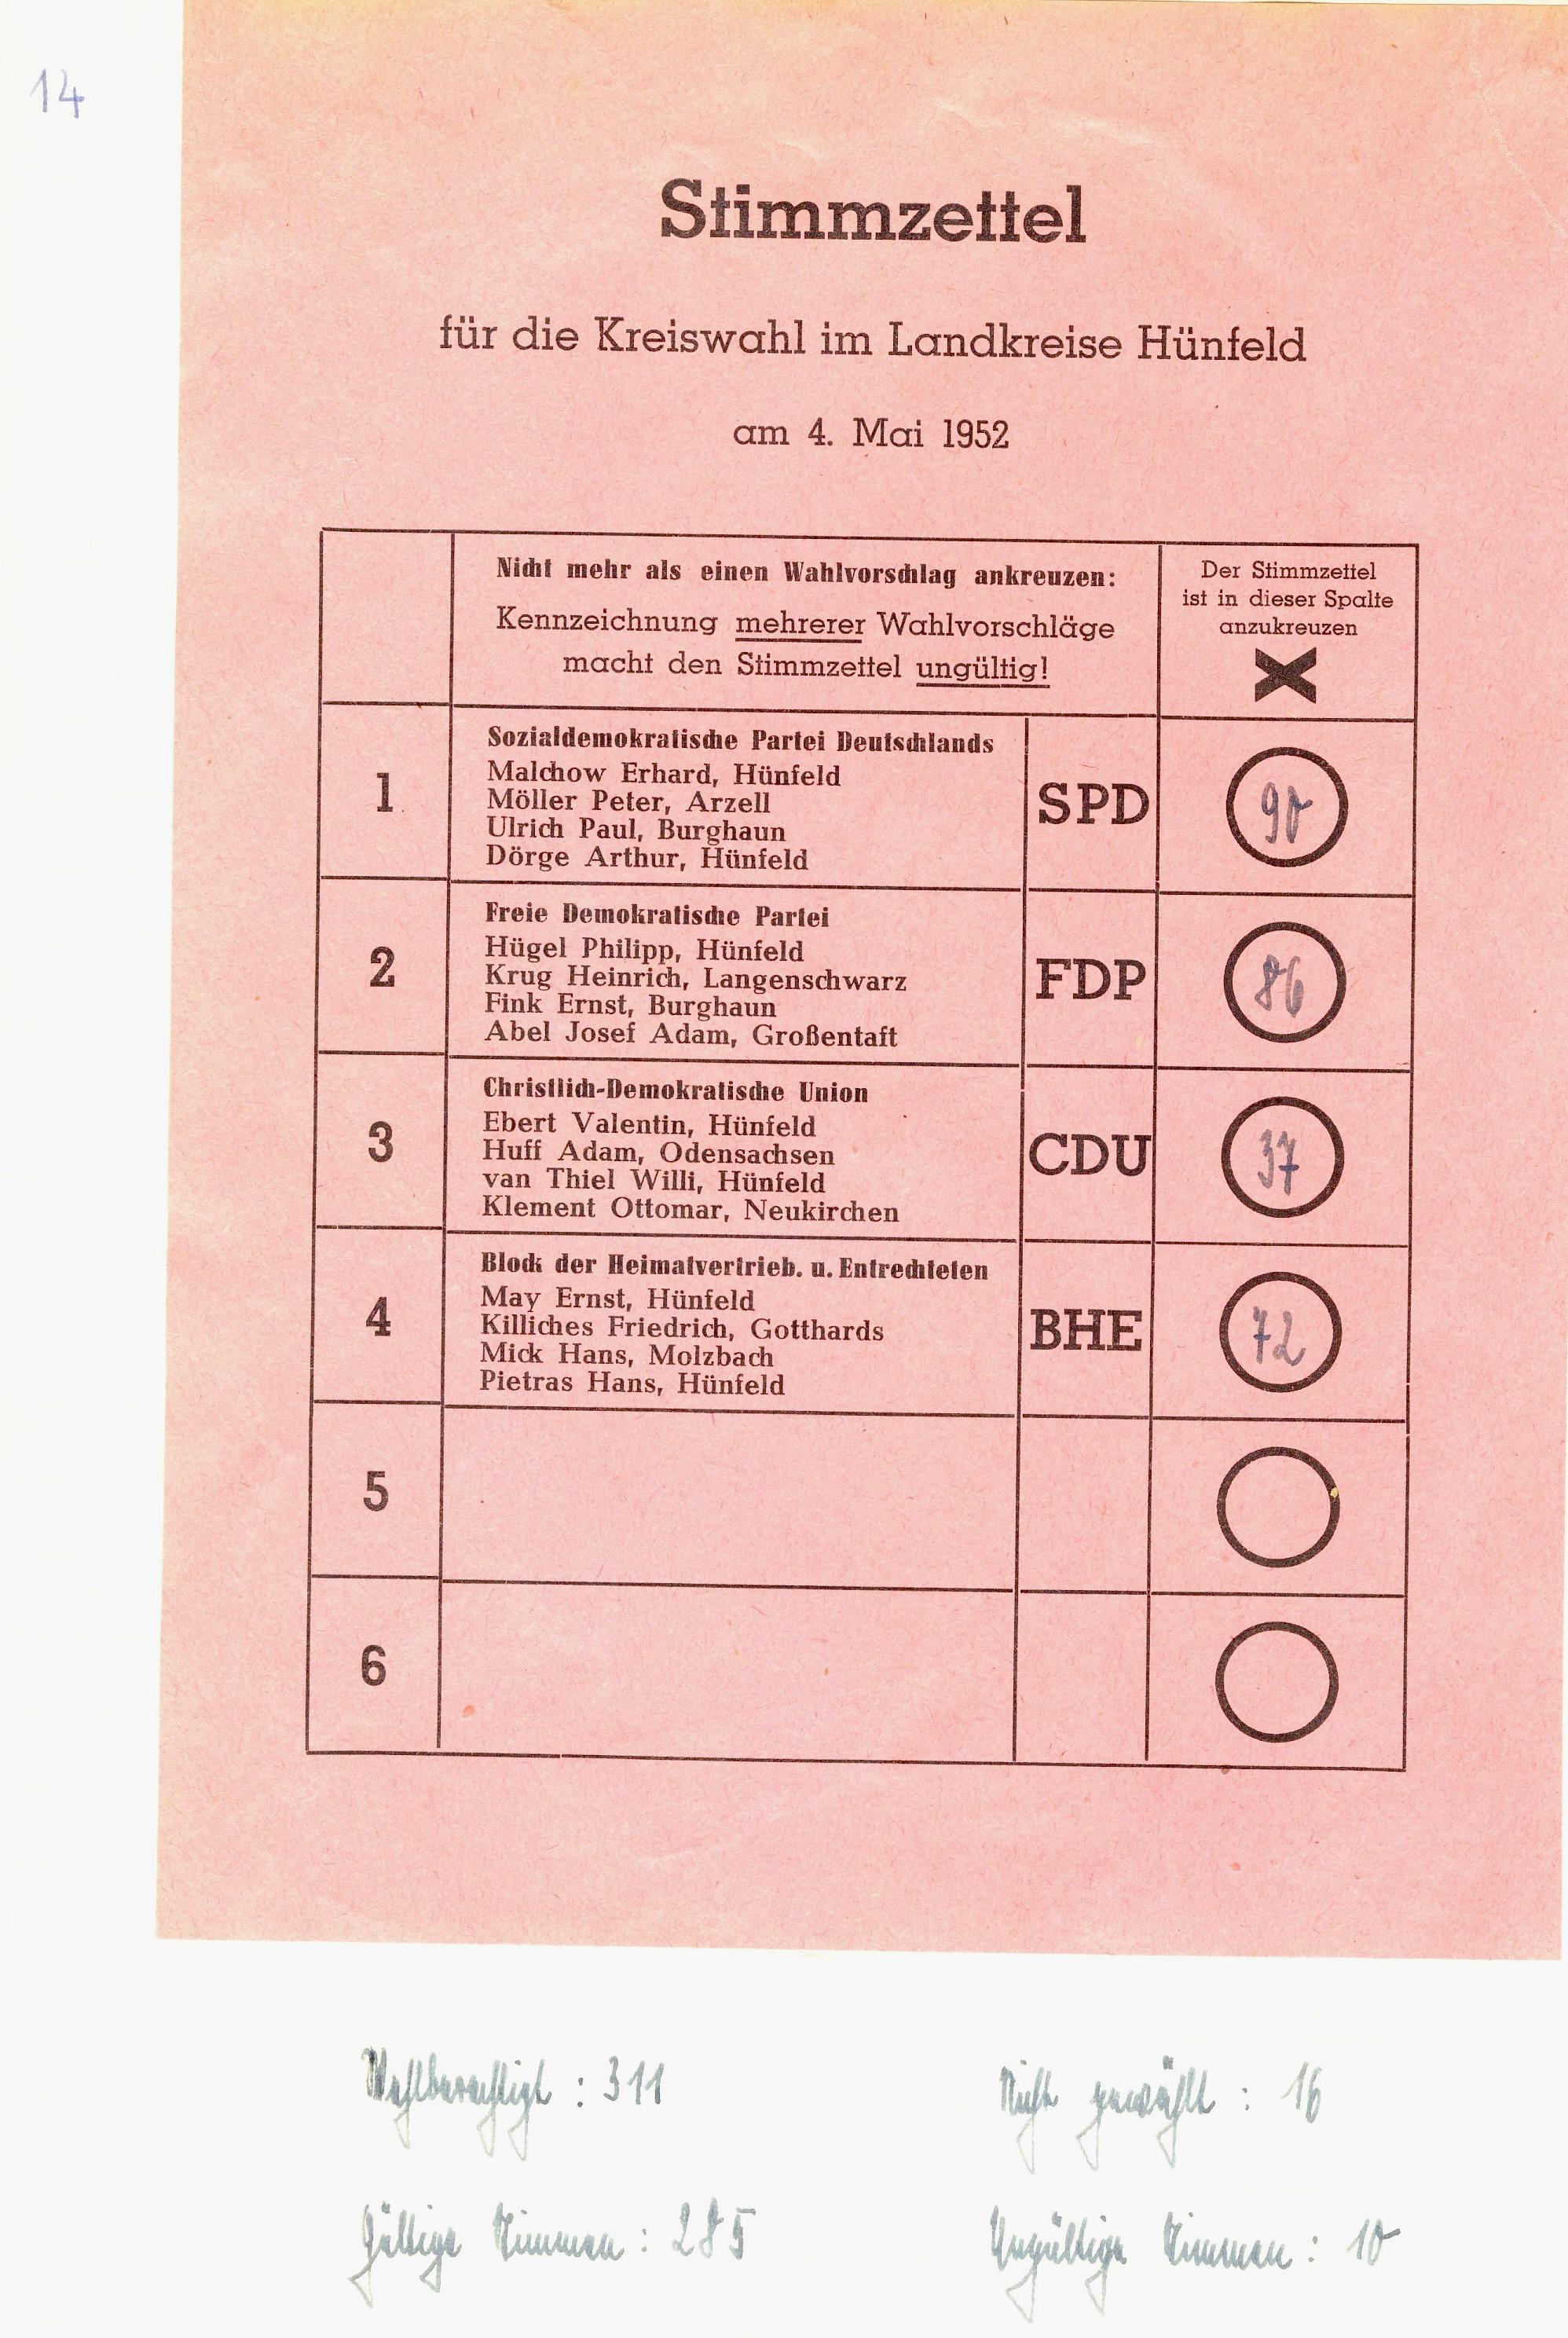 14
Stimmzettel
für die Kreiswahl im Landkreise Hünfeld
am 4. Mai 1952
Nicht mehr als einen Wahlvorschlag ankreuzen:
Kennzeichnung mehrerer Wahlvorschläge
macht den Stimmzettel ungültig!
Der Stimmzettel
ist in dieser Spalte
anzukreuzen
X
1
Sozialdemokratische Partei Deutschlands
Malchow Erhard, Hünfeld
Möller Peter, Arzell
Ulrich Paul, Burghaun
Dörge Arthur, Hünfeld
SPD
90
2
Freie Demokratische Partei
Hügel Philipp, Hünfeld
Krug Heinrich, Langenschwarz
Fink Ernst, Burghaun
Abel Josef Adam, Großentaft
FDP
86
3
Christlich-Demokratische Union
Ebert Valentin, Hünfeld
Huff Adam, Odensachsen
van Thiel Willi, Hünfeld
Klement Ottomar, Neukirchen
CDU
37
4
Block der Heimatvertrieb. u. Entrechteten
May Ernst, Hünfeld
Killiches Friedrich, Gotthards
Mick Hans, Molzbach
Pietras Hans, Hünfeld
BHE
72
5
6
Wahlberechtigt : 311
Nicht gewählt : 16
Gültige Stimmen : 285
Ungültige Stimmen : 10